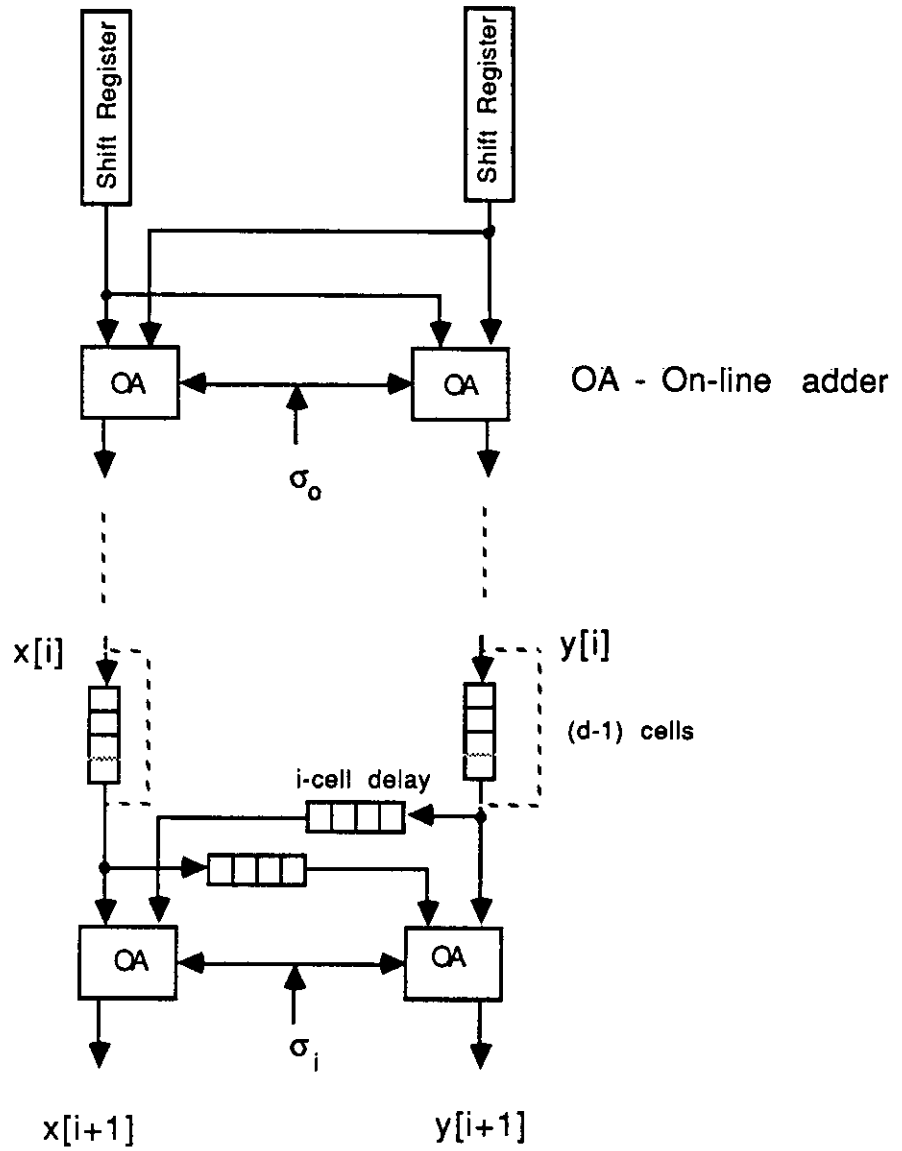 Shift Register
Shift Register
OA
OA
OA - On-line adder
σo
x[i]
y[i]
(d-1) cells
i-cell delay
OA
OA
σi
x[i+1]
y[i+1]